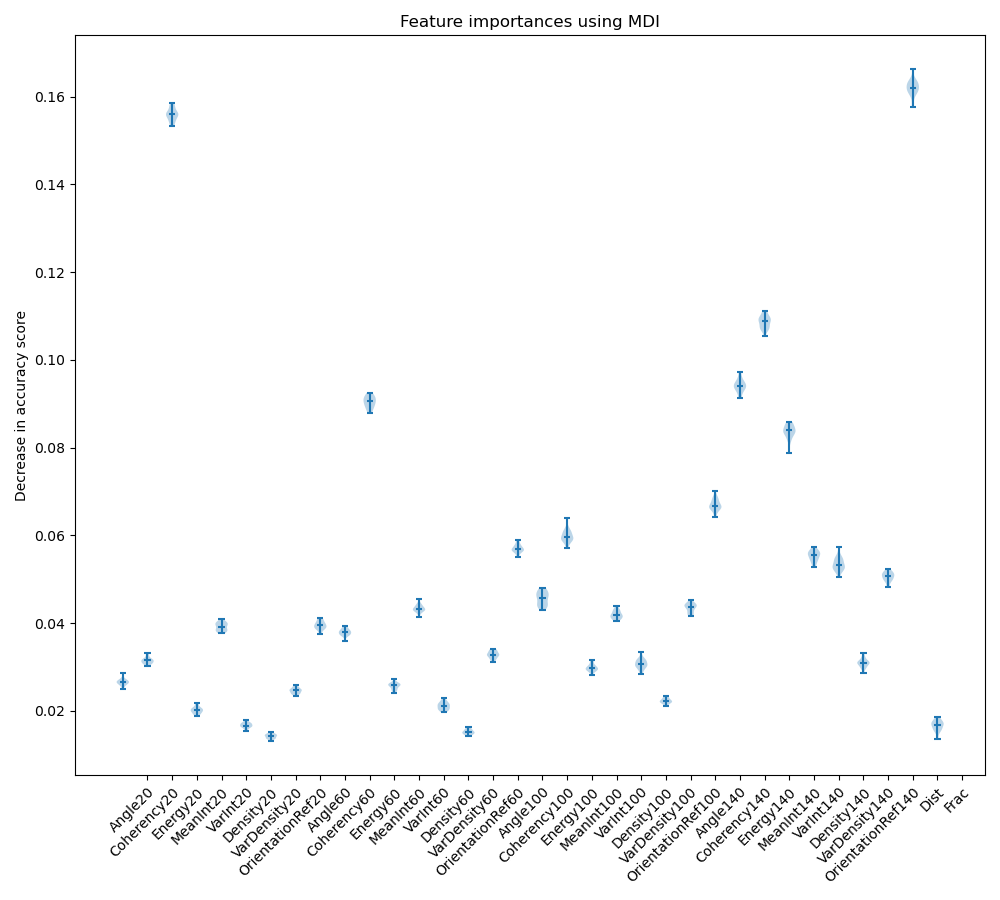 Feature importances using MDI
Decrease in accuracy score
0.16
0.14
0.12
0.10
0.08
0.06
0.04
0.02
Angle20
Coherency20
Energy20
MeanInt20
VarInt20
Density20
VarDensity20
OrientationRef20
Angle60
Coherency60
Energy60
MeanInt60
VarInt60
Density60
VarDensity60
OrientationRef60
Angle100
Coherency100
Energy100
MeanInt100
VarInt100
Density100
VarDensity100
OrientationRef100
Angle140
Coherency140
Energy140
MeanInt140
VarInt140
Density140
VarDensity140
OrientationRef140
Dist
Frac